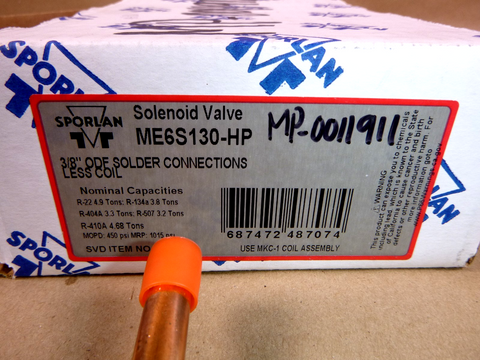 SPORLAN
SPORLAN
SPORLAN
Solenoid Valve
ME6S130-HP
MP-0011911
3/8" ODF SOLDER CONNECTIONS
LESS COIL
Nominal Capacities
R-22 4.9 Tons: R-134a 3.8 Tons
R-404A 3.3 Tons: R-507 3.2 Tons
R-410A 4.68 Tons
MOPD: 450 psi MRP: 1015 psi
SVD ITEM NO
687472 487074
USE MKC-1 COIL ASSEMBLY